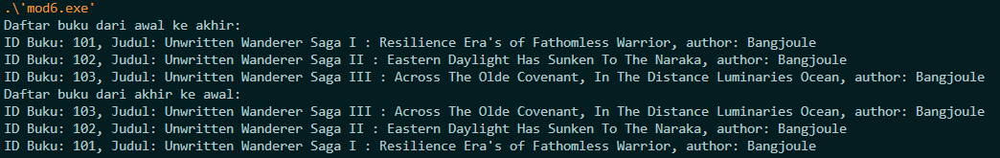 .\'mod6.exe'
Daftar buku dari awal ke akhir:
ID Buku: 101, Judul: Unwritten Wanderer Saga I : Resilience Era's of Fathomless Warrior, author: Bangjoule
ID Buku: 102, Judul: Unwritten Wanderer Saga II : Eastern Daylight Has Sunken To The Naraka, author: Bangjoule
ID Buku: 103, Judul: Unwritten Wanderer Saga III : Across The Olde Covenant, In The Distance Luminaries Ocean, author: Bangjoule
Daftar buku dari akhir ke awal:
ID Buku: 103, Judul: Unwritten Wanderer Saga III : Across The Olde Covenant, In The Distance Luminaries Ocean, author: Bangjoule
ID Buku: 102, Judul: Unwritten Wanderer Saga II : Eastern Daylight Has Sunken To The Naraka, author: Bangjoule
ID Buku: 101, Judul: Unwritten Wanderer Saga I : Resilience Era's of Fathomless Warrior, author: Bangjoule